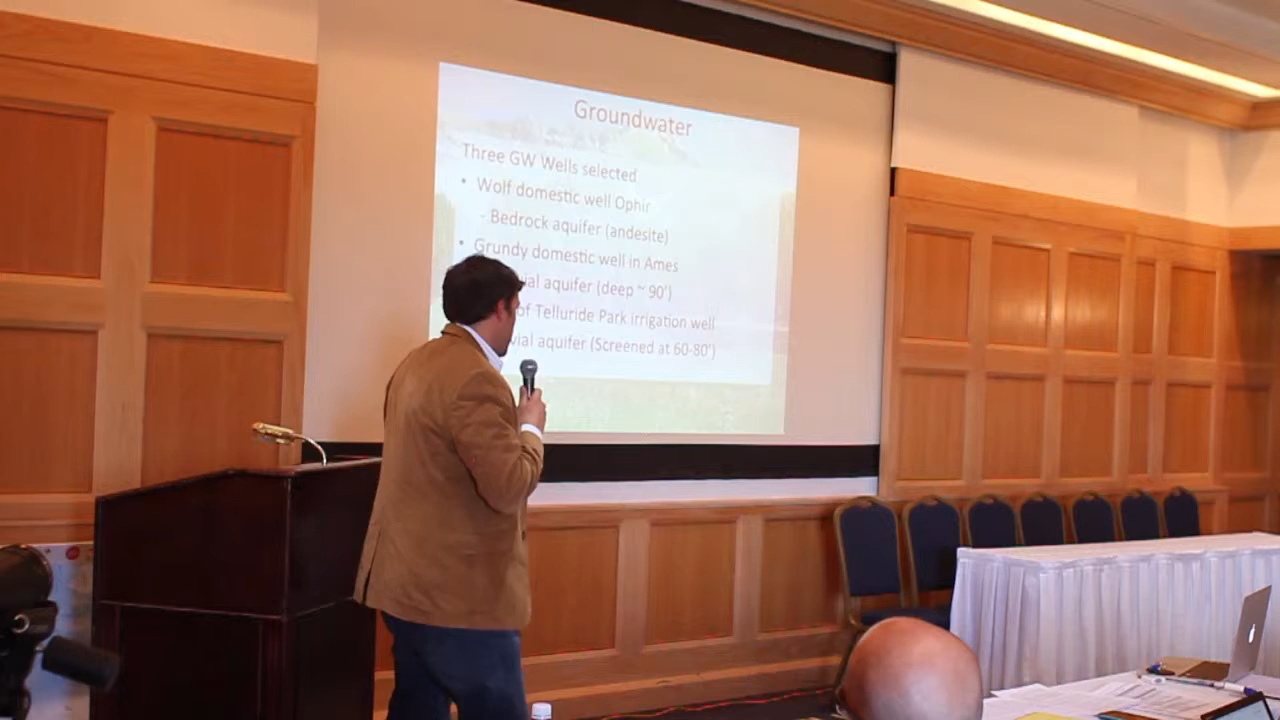 Groundwater
Three GW Wells selected
• Wolf domestic well Ophir
- Bedrock aquifer (andesite)
• Grundy domestic well in Ames
aquifer (deep ~ 90')
of Telluride Park irrigation well
aquifer (Screened at 60-80')